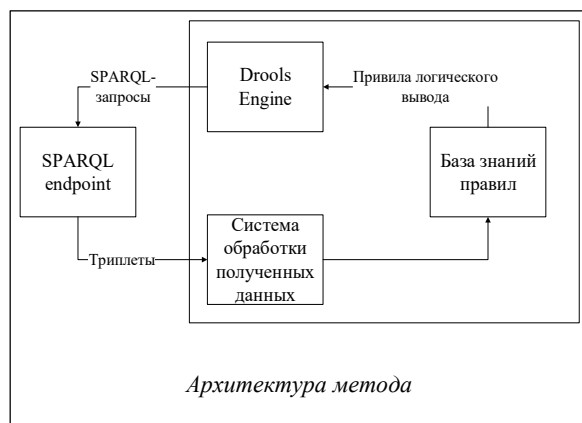 SPARQL-
запросы
Drools
Engine
Привила логического
вывода
SPARQL
endpoint
База знаний
правил
Триплеты
Система
обработки
полученных
данных
Архитектура метода